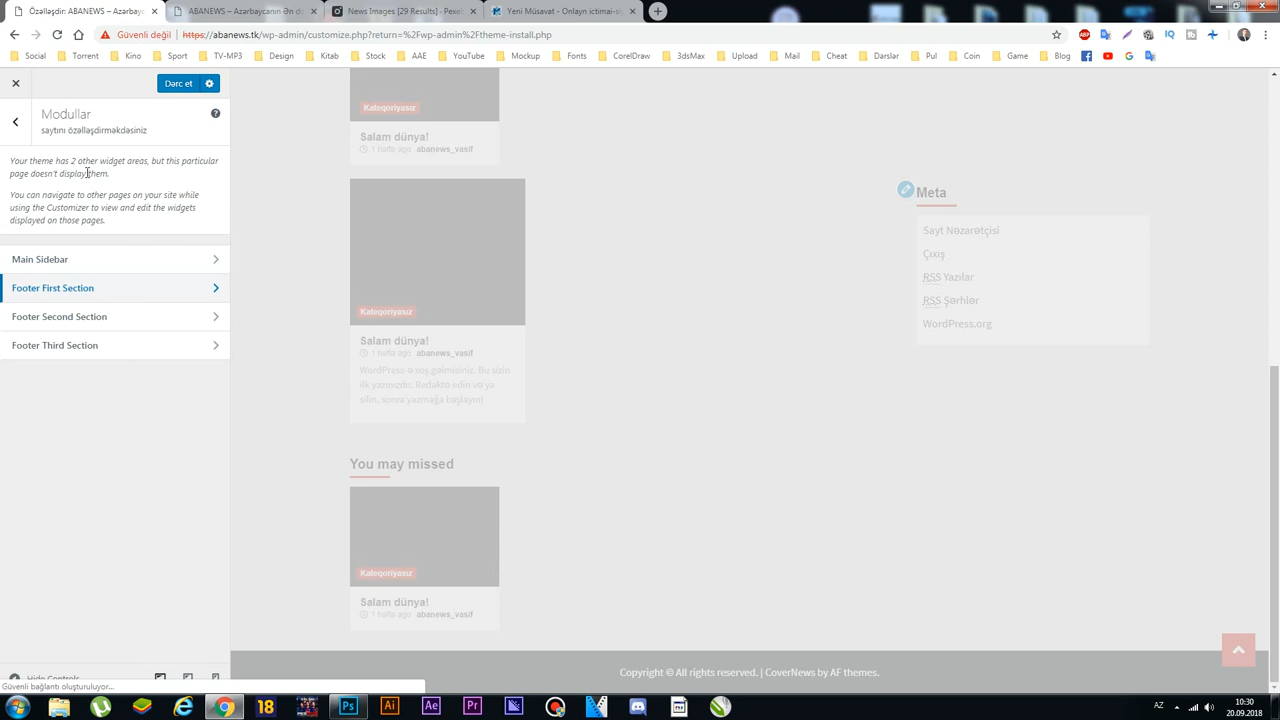 Özəlləşdir: ABANEWS – Azərbayc
ABANEWS – Azərbaycanın Ən do
News Images [29 Results] - Pexel
Yeni Müsavat - Onlayn ictimai-si
Güvenli değil
https://abanews.tk/wp-admin/customize.php?return=%2Fwp-admin%2Ftheme-install.php
Social
Torrent
Kino
Sport
TV-MP3
Design
Kitab
Stock
AAE
YouTube
Mockup
Fonts
CorelDraw
3dsMax
Upload
Mail
Cheat
Dərslər
Pul
Coin
Game
Blog
Dərc et
Modullar
saytını özəlləşdirməkdəsiniz
Your theme has 2 other widget areas, but this particular
page doesn't display them.
You can navigate to other pages on your site while
using the Customizer to view and edit the widgets
displayed on those pages.
Main Sidebar
Footer First Section
Footer Second Section
Footer Third Section
Hide Controls
Güvenli bağlantı oluşturuluyor...
Kateqoriyasız
Salam dünya!
1 həftə ago abanews_vasif
Kateqoriyasız
Salam dünya!
1 həftə ago abanews_vasif
WordPress-ə xoş gəlmisiniz. Bu sizin
ilk yazınızdır. Redaktə edin və ya
silin, sonra yazmağa başlayın!
You may missed
Kateqoriyasız
Salam dünya!
1 həftə ago abanews_vasif
Meta
Sayt Nəzarətçisi
Çıxış
RSS Yazılar
RSS Şərhlər
WordPress.org
Copyright © All rights reserved. | CoverNews by AF themes.
AZ
10:30
20.09.2018